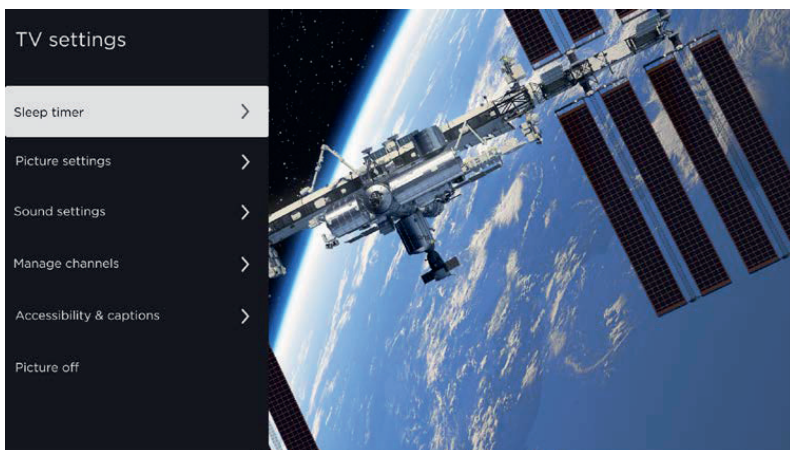 TV settings
Sleep timer
Picture settings
Sound settings
Manage channels
Accessibility & captions
Picture off